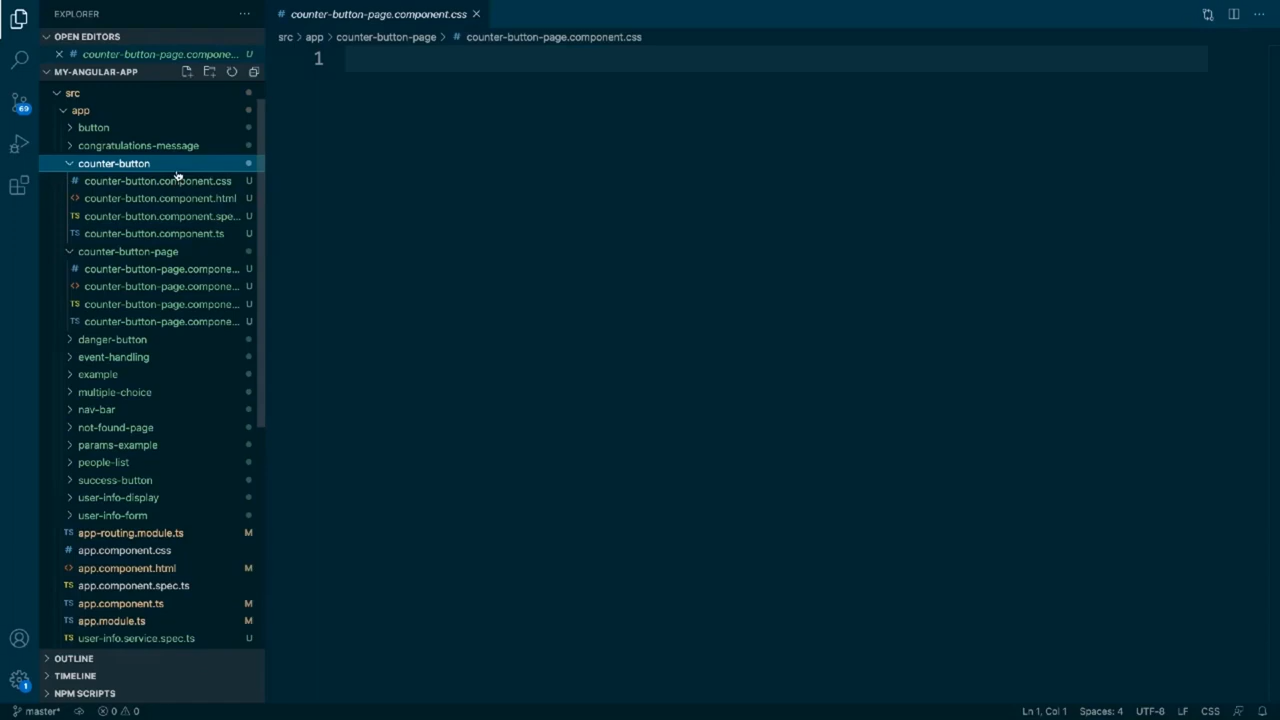 EXPLORER
counter-button-page.component.css
OPEN EDITORS
counter-button-page.compone... U
src app counter-button-page counter-button-page.component.css
MY-ANGULAR-APP
1
src
app
button
congratulations-message
counter-button
counter-button.component.css U
counter-button.component.html U
counter-button.component.spe... U
counter-button.component.ts U
counter-button-page
counter-button-page.compone... U
counter-button-page.compone... U
counter-button-page.compone... U
counter-button-page.compone... U
danger-button
event-handling
example
multiple-choice
nav-bar
not-found-page
params-example
people-list
success-button
user-info-display
user-info-form
app-routing.module.ts M
app.component.css
app.component.html M
app.component.spec.ts
app.component.ts M
app.module.ts M
user-info.service.spec.ts U
OUTLINE
TIMELINE
NPM SCRIPTS
69
1
master* 0 0 Ln 1, Col 1 Spaces: 4 UTF-8 LF CSS